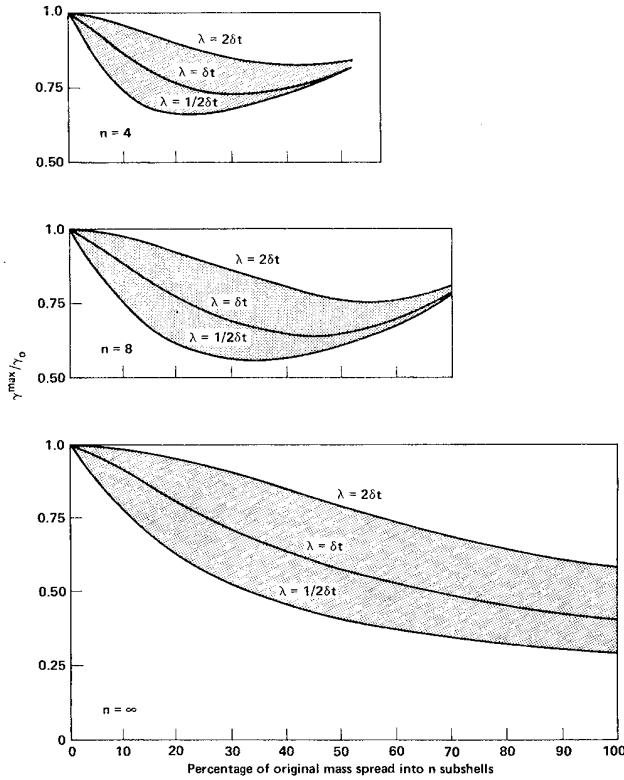 1.0
λ = 2δt
λ = δt
0.75
λ = 1/2δt
n = 4
0.50
1.0
λ = 2δt
0.75
λ = δt
λ = 1/2δt
n = 8
0.50
γmax/γo
1.0
λ = 2δt
0.75
λ = δt
0.50
λ = 1/2δt
0.25
n = ∞
0
0 10 20 30 40 50 60 70 80 90 100
Percentage of original mass spread into n subshells